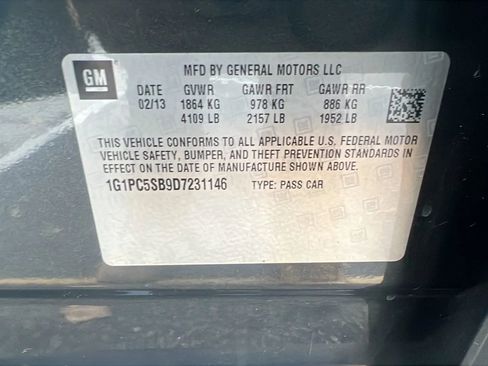 GM
MFD BY GENERAL MOTORS LLC
DATE GVWR GAWR FRT GAWR RR
02/13 1864 KG 978 KG 886 KG
4109 LB 2157 LB 1952 LB
THIS VEHICLE CONFORMS TO ALL APPLICABLE U.S. FEDERAL MOTOR
VEHICLE SAFETY, BUMPER, AND THEFT PREVENTION STANDARDS IN
EFFECT ON THE DATE OF MANUFACTURE SHOWN ABOVE.
1G1PC5SB9D7231146 TYPE: PASS CAR